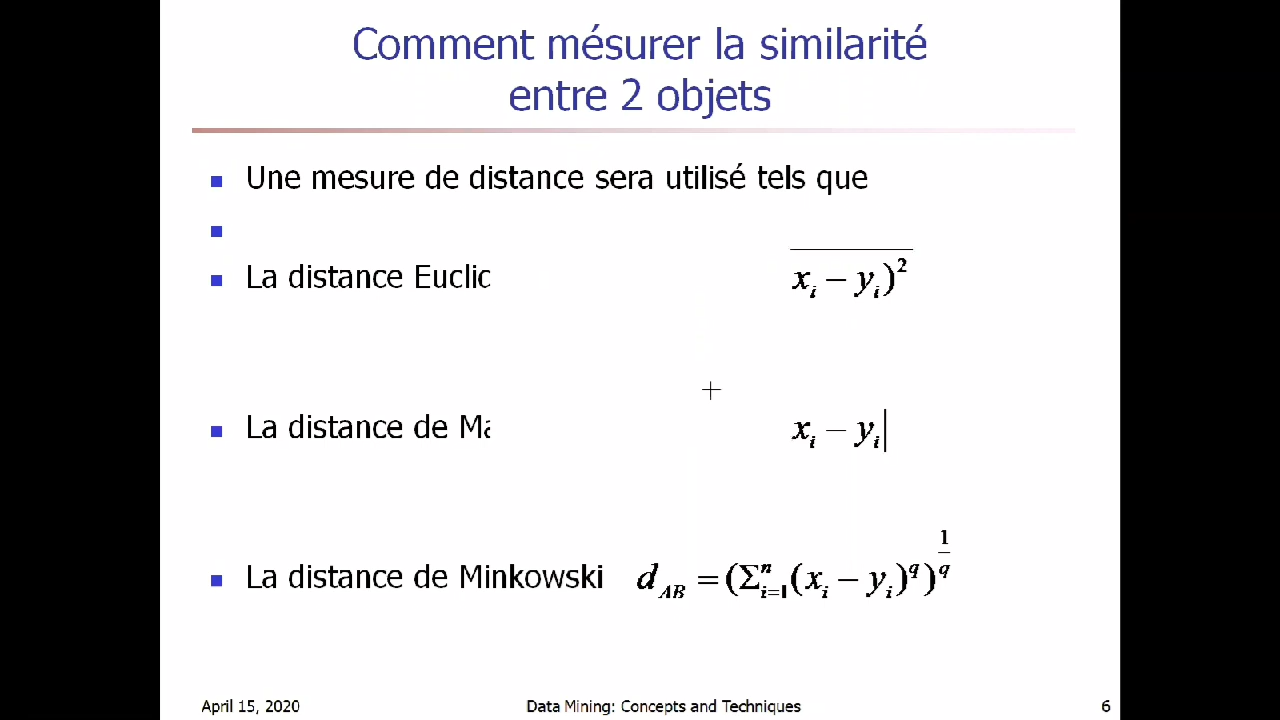 Comment mésurer la similarité
entre 2 objets
Une mesure de distance sera utilisé tels que
La distance Euclid
x_i − y_i)²
La distance de Ma
x_i − y_i|
La distance de Minkowski d_AB = (Σ_{i=1}^n (x_i − y_i)^q)^{1/q}
April 15, 2020 Data Mining: Concepts and Techniques 6